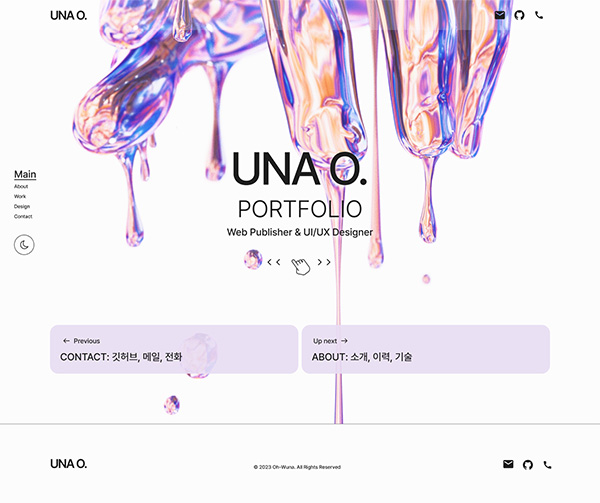 UNA O.
Main
About
Work
Design
Contact
UNA O.
PORTFOLIO
Web Publisher & UI/UX Designer
← Previous
CONTACT: 깃허브, 메일, 전화
Up next →
ABOUT: 소개, 이력, 기술
UNA O.
© 2023 Oh-Wuna. All Rights Reserved